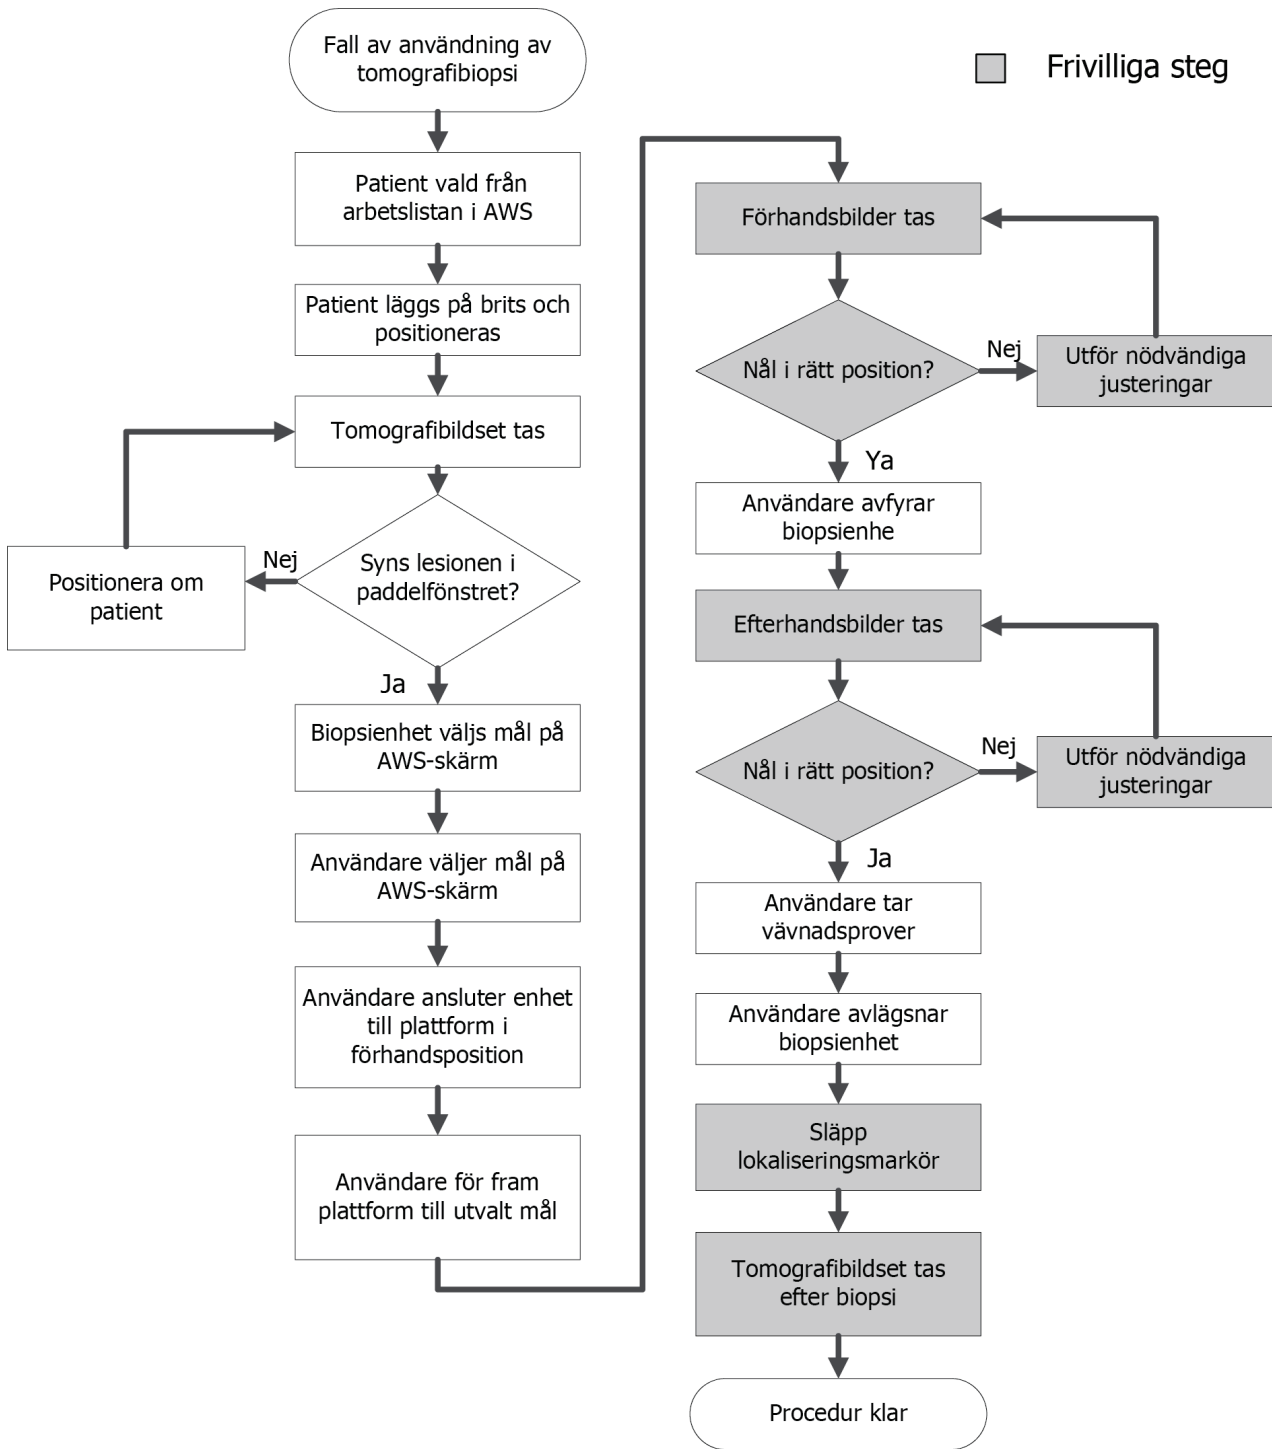 Fall av användning av
tomografibiopsi
Patient vald från
arbetslistan i AWS
Patient läggs på brits och
positioneras
Tomografibildset tas
Syns lesionen i
paddelfönstret?
Nej
Positionera om
patient
Ja
Biopsienhet väljs mål på
AWS-skärm
Användare väljer mål på
AWS-skärm
Användare ansluter enhet
till plattform i
förhandsposition
Användare för fram
plattform till utvalt mål
Frivilliga steg
Förhandsbilder tas
Nål i rätt position?
Nej
Utför nödvändiga
justeringar
Ya
Användare avfyrar
biopsienhe
Efterhandsbilder tas
Nål i rätt position?
Nej
Utför nödvändiga
justeringar
Ja
Användare tar
vävnadsprover
Användare avlägsnar
biopsienhet
Släpp
lokaliseringsmarkör
Tomografibildset tas
efter biopsi
Procedur klar